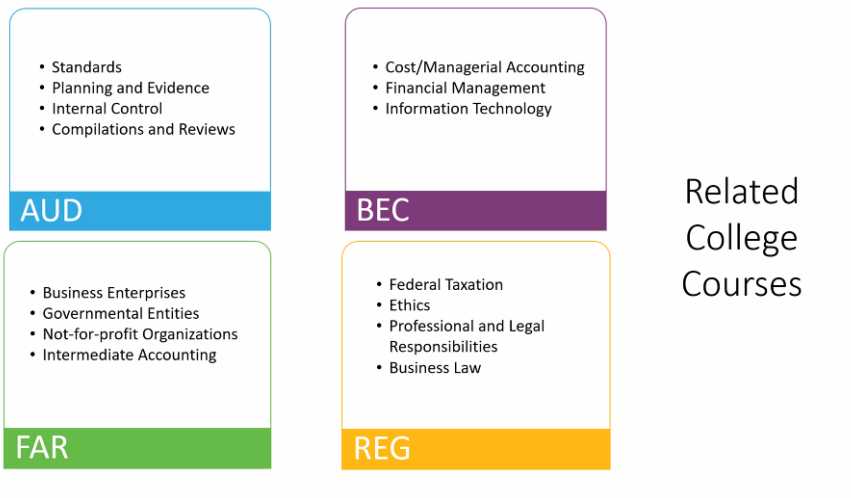 • Standards
• Planning and Evidence
• Internal Control
• Compilations and Reviews
AUD
• Cost/Managerial Accounting
• Financial Management
• Information Technology
BEC
• Business Enterprises
• Governmental Entities
• Not-for-profit Organizations
• Intermediate Accounting
FAR
• Federal Taxation
• Ethics
• Professional and Legal
Responsibilities
• Business Law
REG
Related
College
Courses